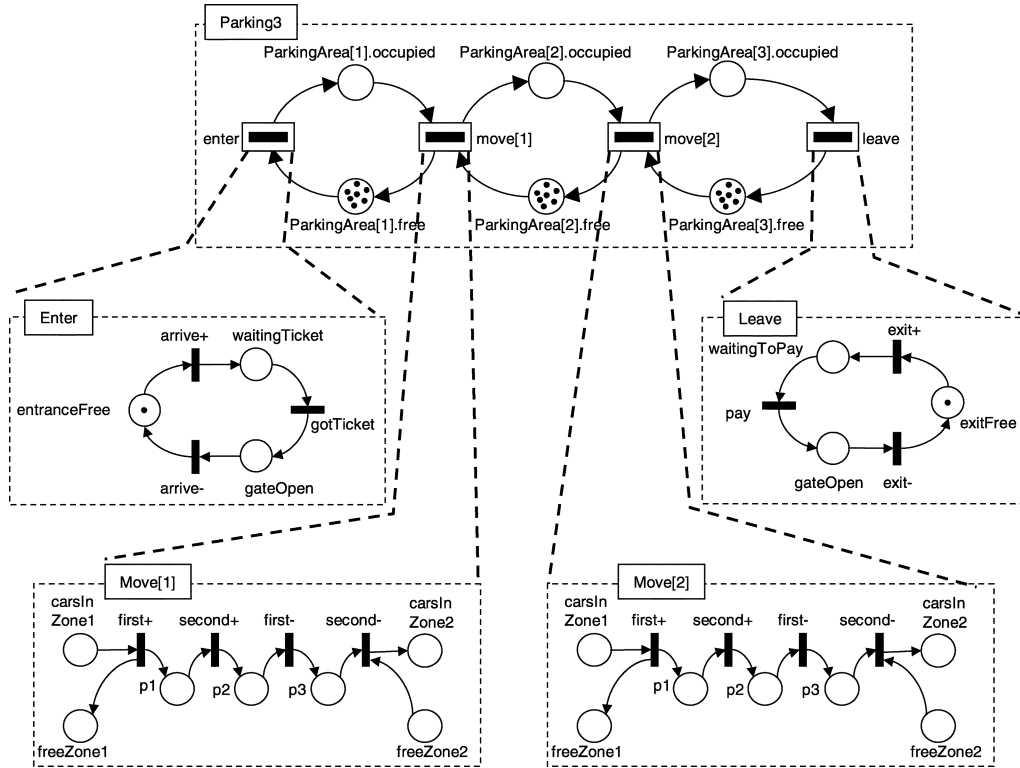 Parking3
ParkingArea[1].occupied
ParkingArea[2].occupied
ParkingArea[3].occupied
enter
move[1]
move[2]
leave
ParkingArea[1].free
ParkingArea[2].free
ParkingArea[3].free
Enter
arrive+
waitingTicket
entranceFree
gotTicket
arrive-
gateOpen
Leave
exit+
waitingToPay
pay
exitFree
gateOpen
exit-
Move[1]
carsIn
Zone1
first+
second+
first-
second-
carsIn
Zone2
p1
p2
p3
freeZone1
freeZone2
Move[2]
carsIn
Zone1
first+
second+
first-
second-
carsIn
Zone2
p1
p2
p3
freeZone1
freeZone2